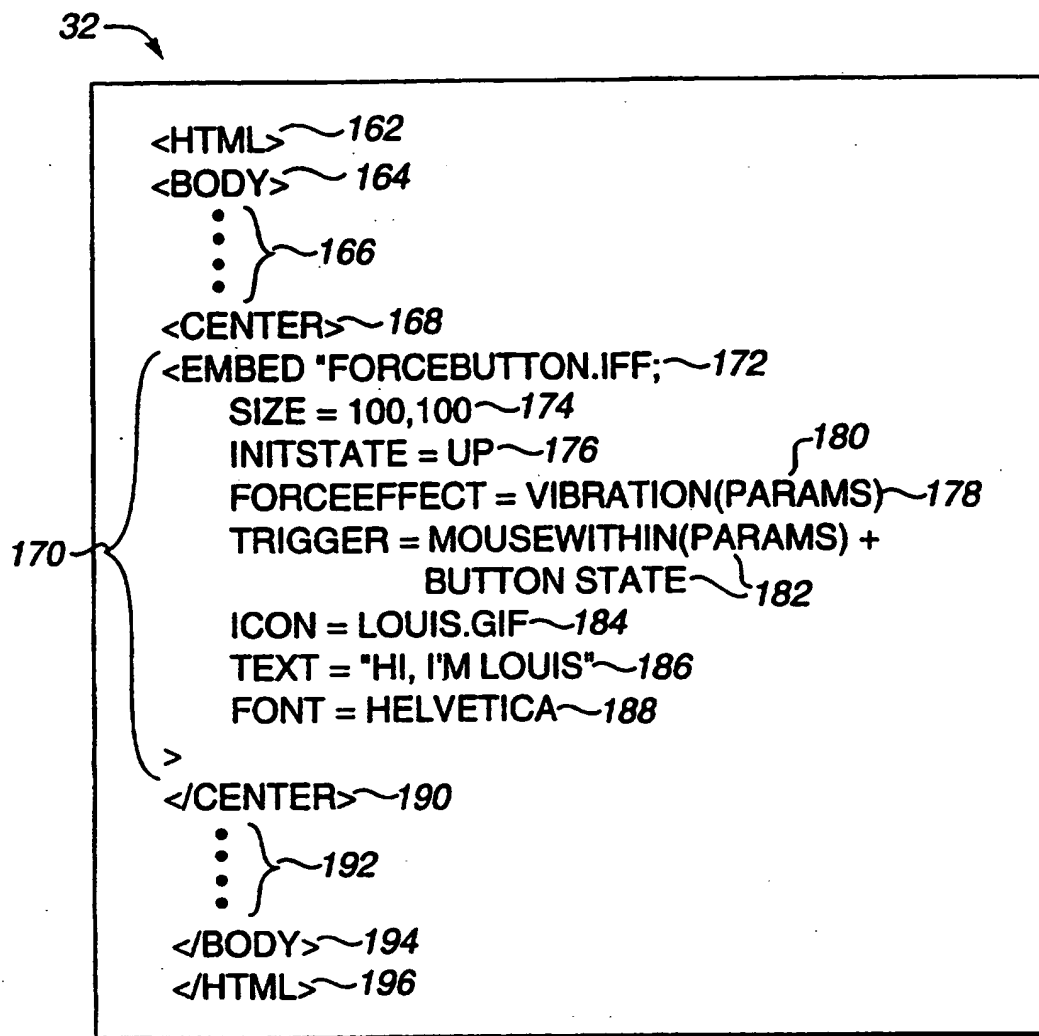 32
<HTML> 162
<BODY> 164
166
<CENTER> 168
<EMBED "FORCEBUTTON.IFF; 172
SIZE = 100,100 174
INITSTATE = UP 176
180
FORCEEFFECT = VIBRATION(PARAMS) 178
170
TRIGGER = MOUSEWITHIN(PARAMS) +
BUTTON STATE 182
ICON = LOUIS.GIF 184
TEXT = "HI, I'M LOUIS" 186
FONT = HELVETICA 188
>
</CENTER> 190
192
</BODY> 194
</HTML> 196